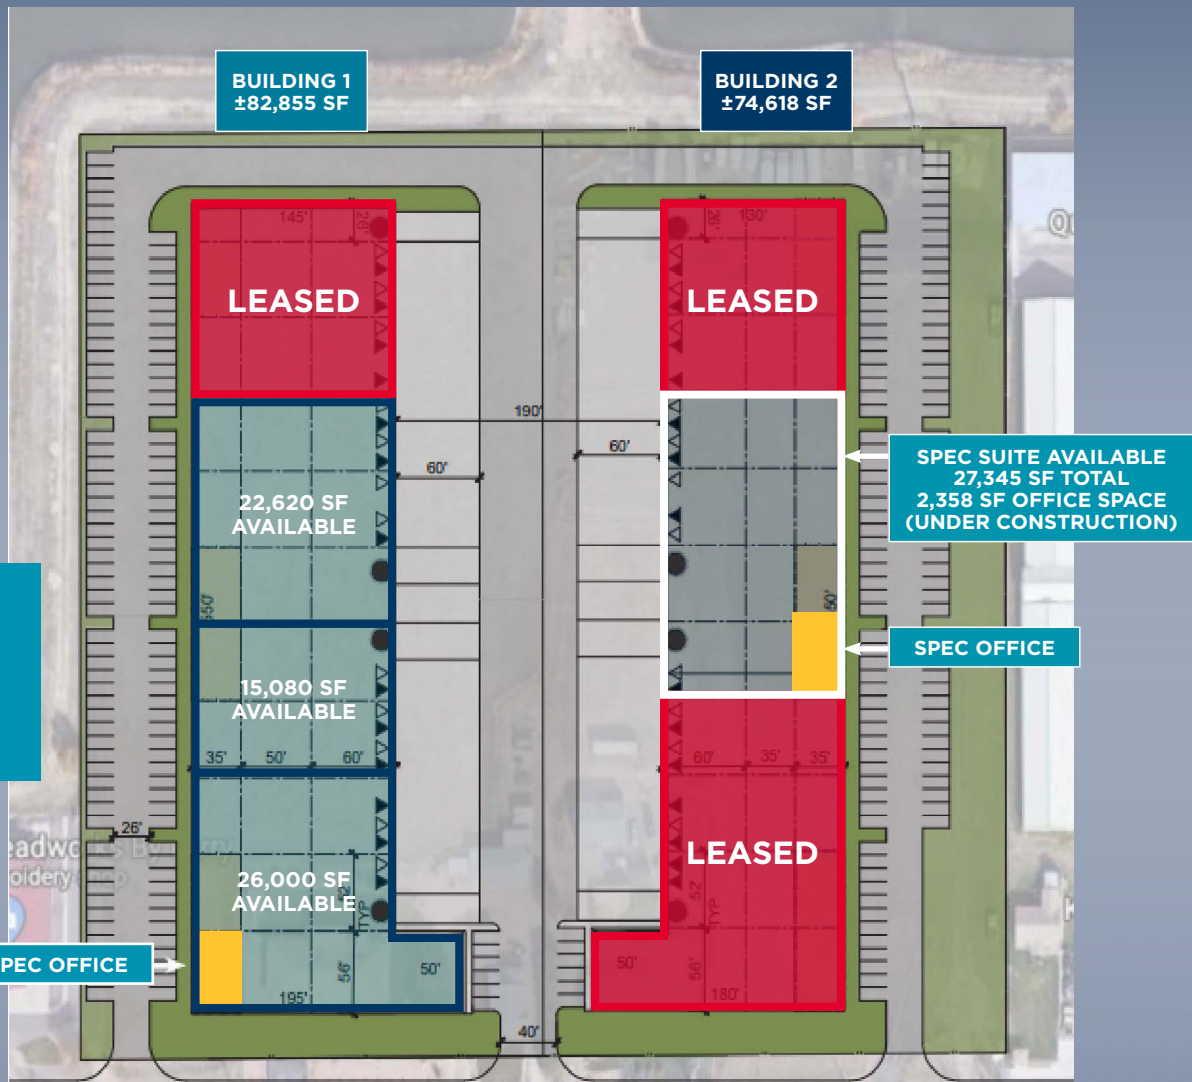 BUILDING 1
±82,855 SF
BUILDING 2
±74,618 SF
145'
26'
26'
130'
LEASED
LEASED
190'
60'
60'
22,620 SF
AVAILABLE
SPEC SUITE AVAILABLE
27,345 SF TOTAL
2,358 SF OFFICE SPACE
(UNDER CONSTRUCTION)
SPEC OFFICE
15,080 SF
AVAILABLE
35'
50'
60'
60'
35'
35'
26'
LEASED
26,000 SF
AVAILABLE
TYP
52'
TYP
PEC OFFICE
56'
50'
195'
50'
56'
180'
40'